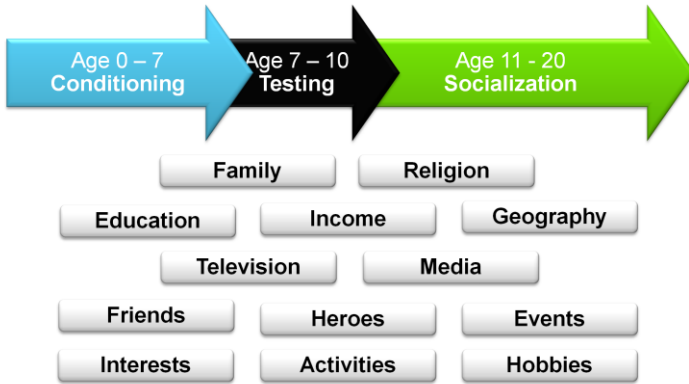 Age 0 – 7
Conditioning
Age 7 – 10
Testing
Age 11 - 20
Socialization
Family
Religion
Education
Income
Geography
Television
Media
Friends
Heroes
Events
Interests
Activities
Hobbies